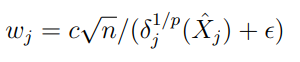 $w_j = c\sqrt{n}/(\delta_j^{1/p}(\hat{X}_j) + \epsilon)$